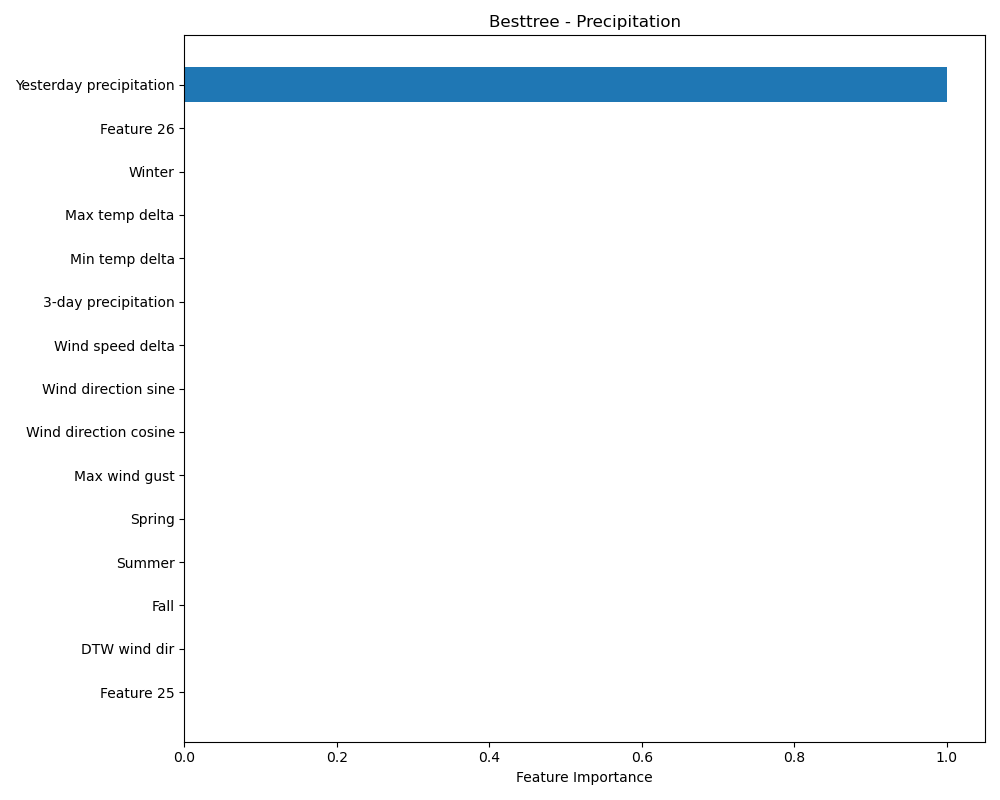 Besttree - Precipitation
Yesterday precipitation
Feature 26
Winter
Max temp delta
Min temp delta
3-day precipitation
Wind speed delta
Wind direction sine
Wind direction cosine
Max wind gust
Spring
Summer
Fall
DTW wind dir
Feature 25
0.0 0.2 0.4 0.6 0.8 1.0
Feature Importance